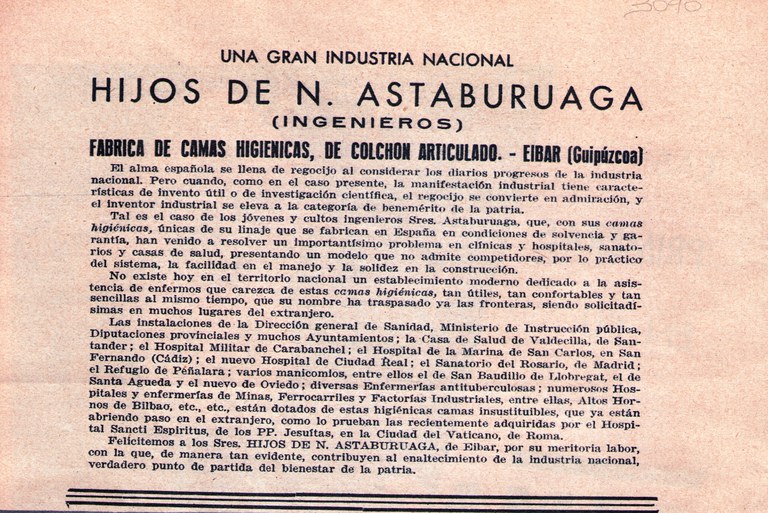 3090
UNA GRAN INDUSTRIA NACIONAL
HIJOS DE N. ASTABURUAGA
(INGENIEROS)
FABRICA DE CAMAS HIGIENICAS, DE COLCHON ARTICULADO. - EIBAR (Guipúzcoa)
El alma española se llena de regocijo al considerar los diarios progresos de la industria
nacional. Pero cuando, como en el caso presente, la manifestación industrial tiene caracte-
rísticas de invento útil o de investigación científica, el regocijo se convierte en admiración, y
el inventor industrial se eleva a la categoría de benemérito de la patria.
Tal es el caso de los jóvenes y cultos ingenieros Sres. Astaburuaga, que, con sus camas
higiénicas, únicas de su linaje que se fabrican en España en condiciones de solvencia y ga-
rantía, han venido a resolver un importantísimo problema en clínicas y hospitales, sanato-
rios y casas de salud, presentando un modelo que no admite competidores, por lo práctico
del sistema, la facilidad en el manejo y la solidez en la construcción.
No existe hoy en el territorio nacional un establecimiento moderno dedicado a la asis-
tencia de enfermos que carezca de estas camas higiénicas, tan útiles, tan confortables y tan
sencillas al mismo tiempo, que su nombre ha traspasado ya las fronteras, siendo solicitadí-
simas en muchos lugares del extranjero.
Las instalaciones de la Dirección general de Sanidad, Ministerio de Instrucción pública,
Diputaciones provinciales y muchos Ayuntamientos; la Casa de Salud de Valdecilla, de San-
tander; el Hospital Militar de Carabanchel; el Hospital de la Marina de San Carlos, en San
Fernando (Cádiz); el nuevo Hospital de Ciudad Real; el Sanatorio del Rosario, de Madrid;
el Refugio de Péñalara; varios manicomios, entre ellos el de San Baudillo de Llobregat, el de
Santa Agueda y el nuevo de Oviedo; diversas Enfermerías antituberculosas; numerosos Hos-
pitales y enfermerías de Minas, Ferrocarriles y Factorías Industriales, entre ellas, Altos Hor-
nos de Bilbao, etc., etc., están dotados de estas higiénicas camas insustituibles, que ya están
abriendo paso en el extranjero, como lo prueban las recientemente adquiridas por el Hospi-
tal Sancti Espiritus, de los PP. Jesuítas, en la Ciudad del Vaticano, de Roma.
Felicitemos a los Sres. HIJOS DE N. ASTABURUAGA, de Eibar, por su meritoria labor,
con la que, de manera tan evidente, contribuyen al enaltecimiento de la industria nacional,
verdadero punto de partida del bienestar de la patria.